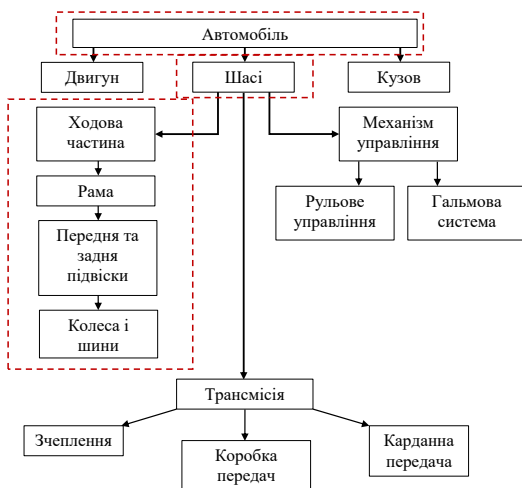 Автомобіль
Двигун
Шасі
Кузов
Ходова
частина
Механізм
управління
Рама
Рульове
управління
Гальмова
система
Передня та
задня
підвіски
Колеса і
шини
Трансмісія
Зчеплення
Коробка
передач
Карданна
передача